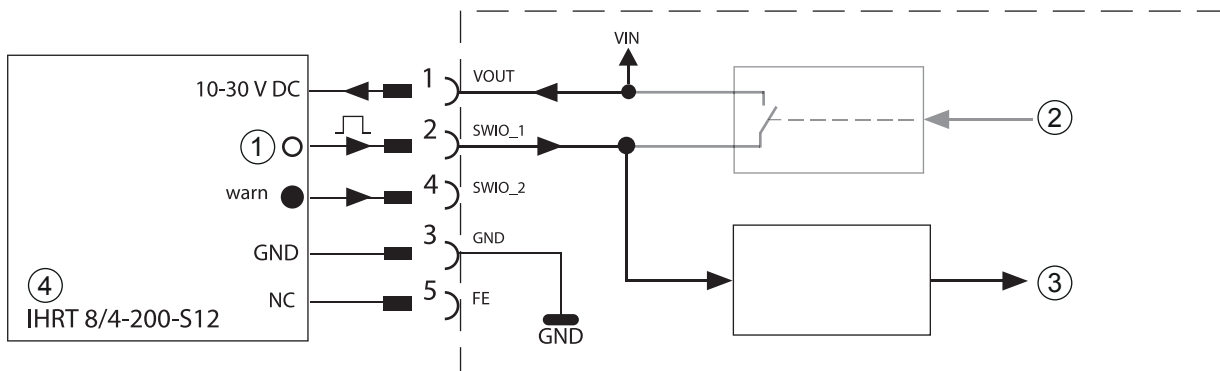 VIN
10-30 V DC
1
VOUT
2
①
2
SWIO_1
②
warn
4
SWIO_2
GND
3
GND
③
④
NC
5
FE
IHRT 8/4-200-S12
GND